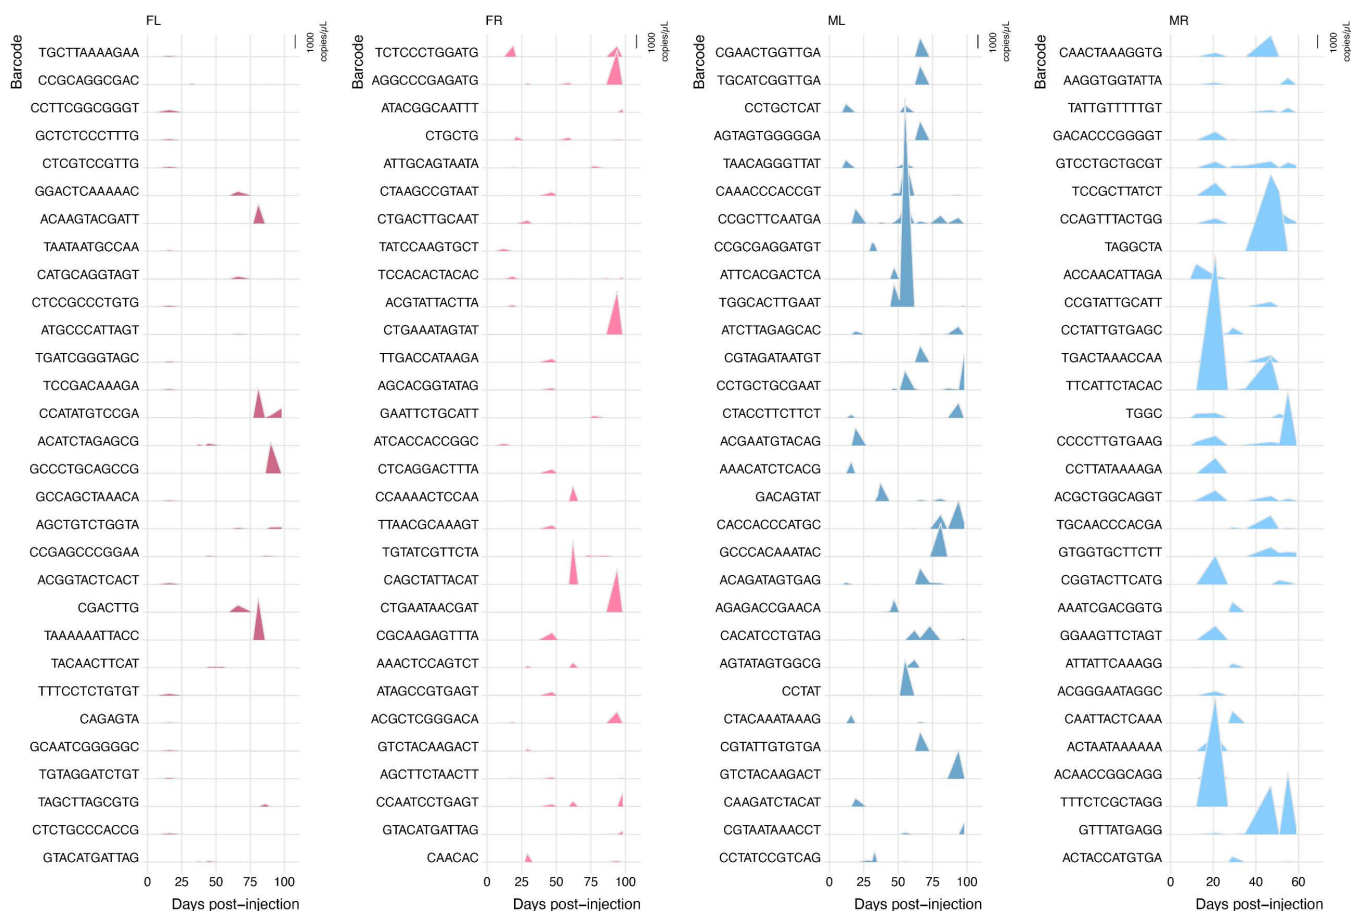 FL
Barcode
1000
copies/μL
TGCTTAAAAGAA
CCGCAGGCGAC
CCTTCGGCGGGT
GCTCTCCCTTTG
CTCGTCCGTTG
GGACTCAAAAAC
ACAAGTACGATT
TAATAATGCCAA
CATGCAGGTAGT
CTCCGCCCTGTG
ATGCCCATTAGT
TGATCGGGTAGC
TCCGACAAAGA
CCATATGTCCGA
ACATCTAGAGCG
GCCCTGCAGCCG
GCCAGCTAAACA
AGCTGTCTGGTA
CCGAGCCCGGAA
ACGGTACTCACT
CGACTTG
TAAAAAATTACC
TACAACTTCAT
TTTCCTCTGTGT
CAGAGTA
GCAATCGGGGGC
TGTAGGATCTGT
TAGCTTAGCGTG
CTCTGCCCACCG
GTACATGATTAG
0 25 50 75 100
Days post−injection
FR
Barcode
1000
copies/μL
TCTCCCTGGATG
AGGCCCGAGATG
ATACGGCAATTT
CTGCTG
ATTGCAGTAATA
CTAAGCCGTAAT
CTGACTTGCAAT
TATCCAAGTGCT
TCCACACTACAC
ACGTATTACTTA
CTGAAATAGTAT
TTGACCATAAGA
AGCACGGTATAG
GAATTCTGCATT
ATCACCACCGGC
CTCAGGACTTTA
CCAAAACTCCAA
TTAACGCAAAGT
TGTATCGTTCTA
CAGCTATTACAT
CTGAATAACGAT
CGCAAGAGTTTA
AAACTCCAGTCT
ATAGCCGTGAGT
ACGCTCGGGACA
GTCTACAAGACT
AGCTTCTAACTT
CCAATCCTGAGT
GTACATGATTAG
CAACAC
0 25 50 75 100
Days post−injection
ML
Barcode
1000
copies/μL
CGAACTGGTTGA
TGCATCGGTTGA
CCTGCTCAT
AGTAGTGGGGGA
TAACAGGGTTAT
CAAACCCACCGT
CCGCTTCAATGA
CCGCGAGGATGT
ATTCACGACTCA
TGGCACTTGAAT
ATCTTAGAGCAC
CGTAGATAATGT
CCTGCTGCGAAT
CTACCTTCTTCT
ACGAATGTACAG
AAACATCTCACG
GACAGTAT
CACCACCCATGC
GCCCACAAATAC
ACAGATAGTGAG
AGAGACCGAACA
CACATCCTGTAG
AGTATAGTGGCG
CCTAT
CTACAAATAAAG
CGTATTGTGTGA
GTCTACAAGACT
CAAGATCTACAT
CGTAATAAACCT
CCTATCCGTCAG
0 25 50 75 100
Days post−injection
MR
Barcode
1000
copies/μL
CAACTAAAGGTG
AAGGTGGTATTA
TATTGTTTTTGT
GACACCCGGGGT
GTCCTGCTGCGT
TCCGCTTATCT
CCAGTTTACTGG
TAGGCTA
ACCAACATTAGA
CCGTATTGCATT
CCTATTGTGAGC
TGACTAAACCAA
TTCATTCTACAC
TGGC
CCCCTTGTGAAG
CCTTATAAAAGA
ACGCTGGCAGGT
TGCAACCCACGA
GTGGTGCTTCTT
CGGTACTTCATG
AAATCGACGGTG
GGAAGTTCTAGT
ATTATTCAAAGG
ACGGGAATAGGC
CAATTACTCAAA
ACTAATAAAAAA
ACAACCGGCAGG
TTTCTCGCTAGG
GTTTATGAGG
ACTACCATGTGA
0 20 40 60
Days post−injection